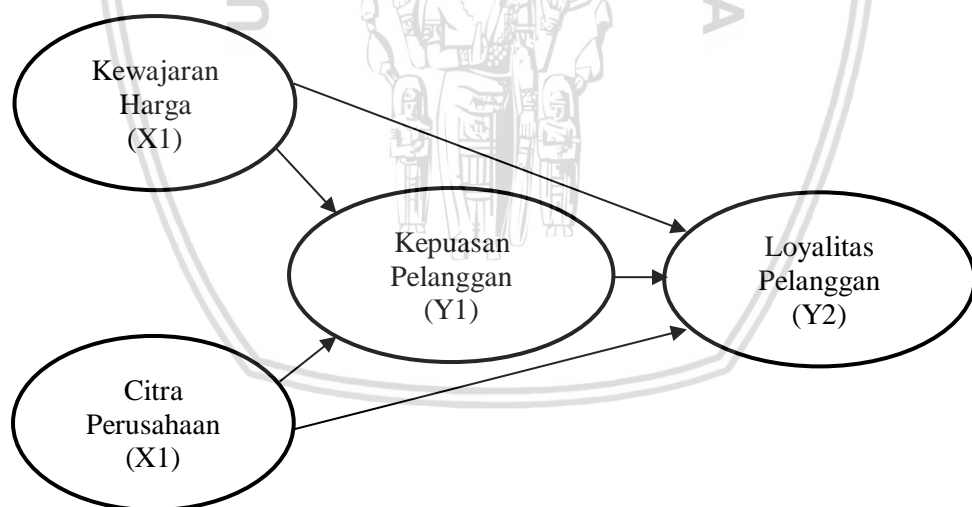 Kewajaran
Harga
(X1)
Kepuasan
Pelanggan
(Y1)
Loyalitas
Pelanggan
(Y2)
Citra
Perusahaan
(X1)